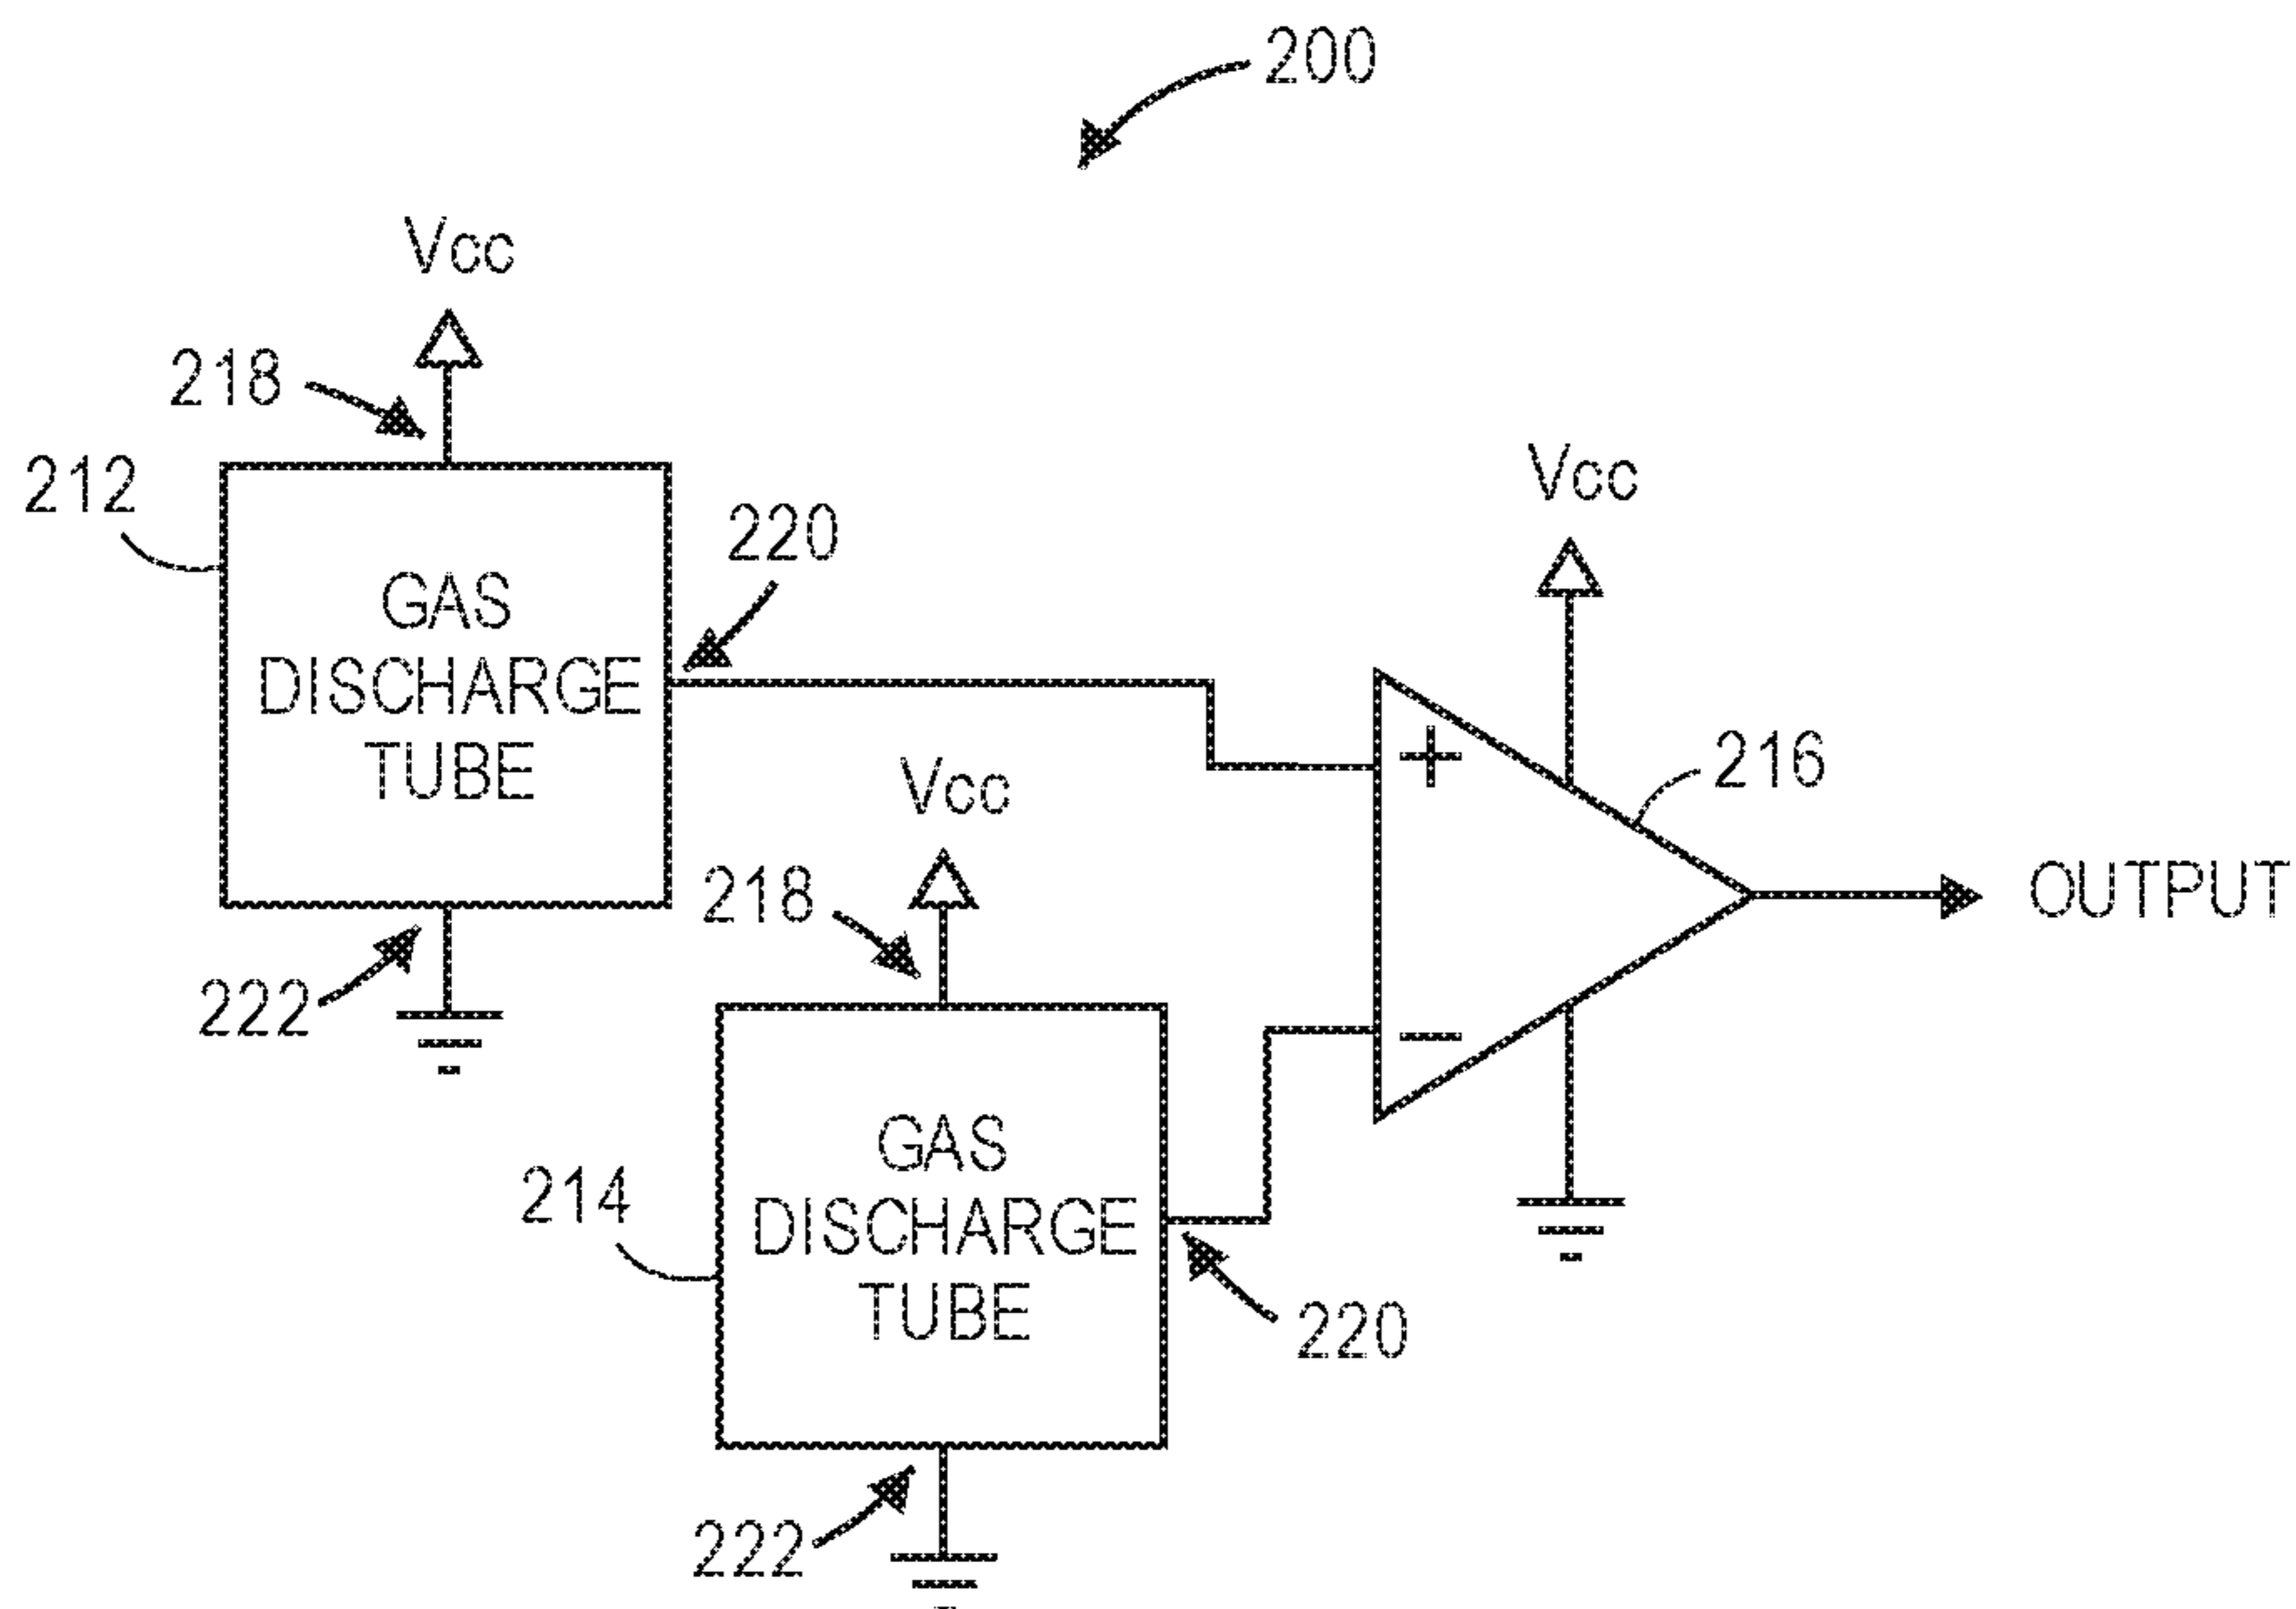 200
Vcc
218
212
220
GAS
DISCHARGE
TUBE
Vcc
216
+
Vcc
218
OUTPUT
222
−
GAS
DISCHARGE
TUBE
214
220
222